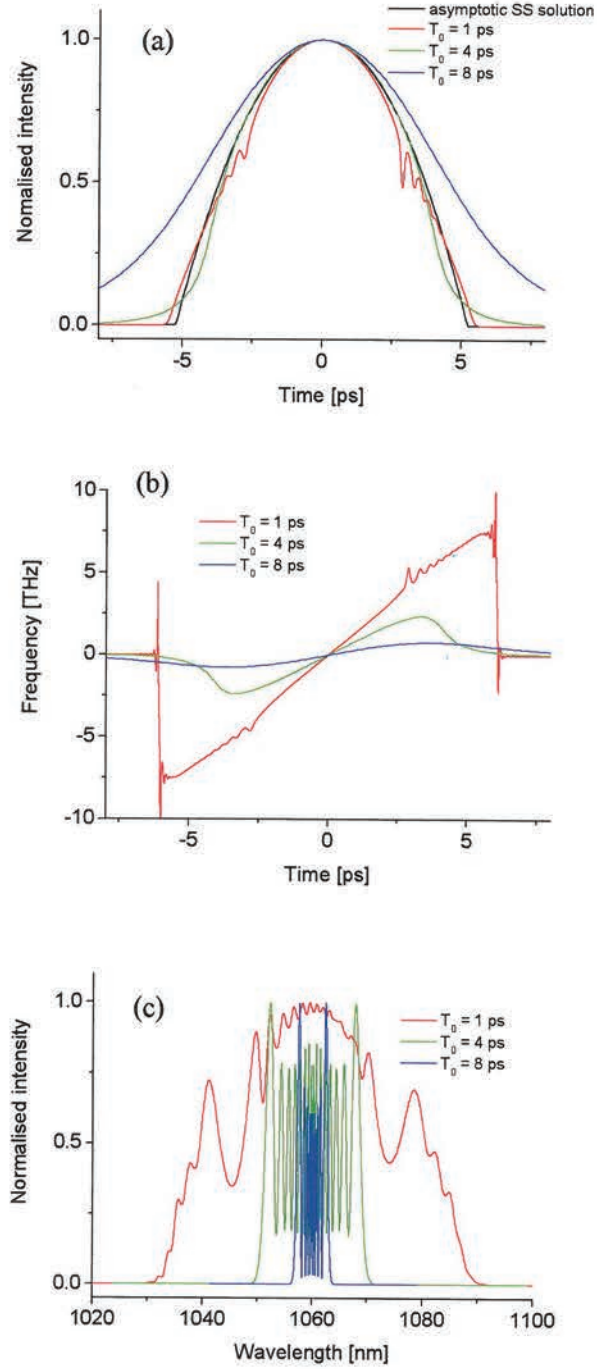 (a)
asymptotic SS solution
T0 = 1 ps
T0 = 4 ps
T0 = 8 ps
1.0
0.5
0.0
Nomalised intensity
-5
0
5
Time [ps]
(b)
T0 = 1 ps
T0 = 4 ps
T0 = 8 ps
10
5
0
-5
-10
Frequency [THz]
-5
0
5
Time [ps]
(c)
T0 = 1 ps
T0 = 4 ps
T0 = 8 ps
1.0
0.5
0.0
Normalised intensity
1020
1040
1060
1080
1100
Wavelength [nm]